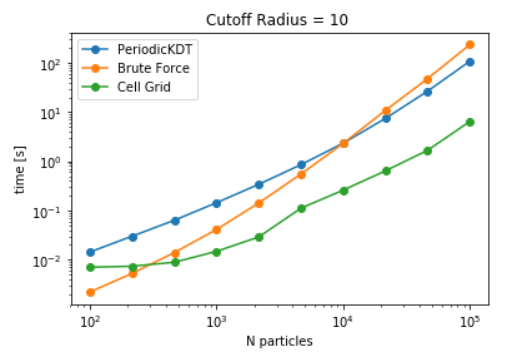 Cutoff Radius = 10
PeriodicKDT
Brute Force
Cell Grid
time [s]
10²
10¹
10⁰
10⁻¹
10⁻²
10² 10³ 10⁴ 10⁵
N particles